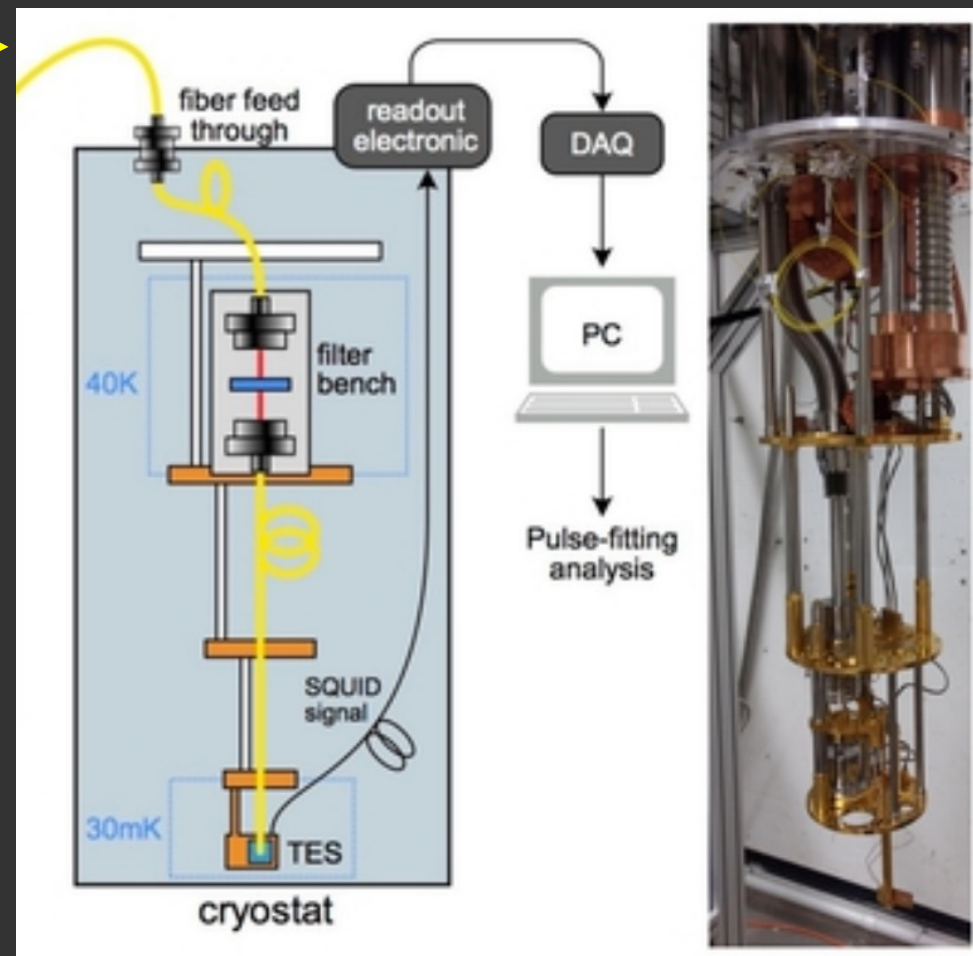 fiber feed
through
readout
electronic
DAQ
40K
filter
bench
PC
Pulse-fitting
analysis
SQUID
signal
30mK
TES
cryostat